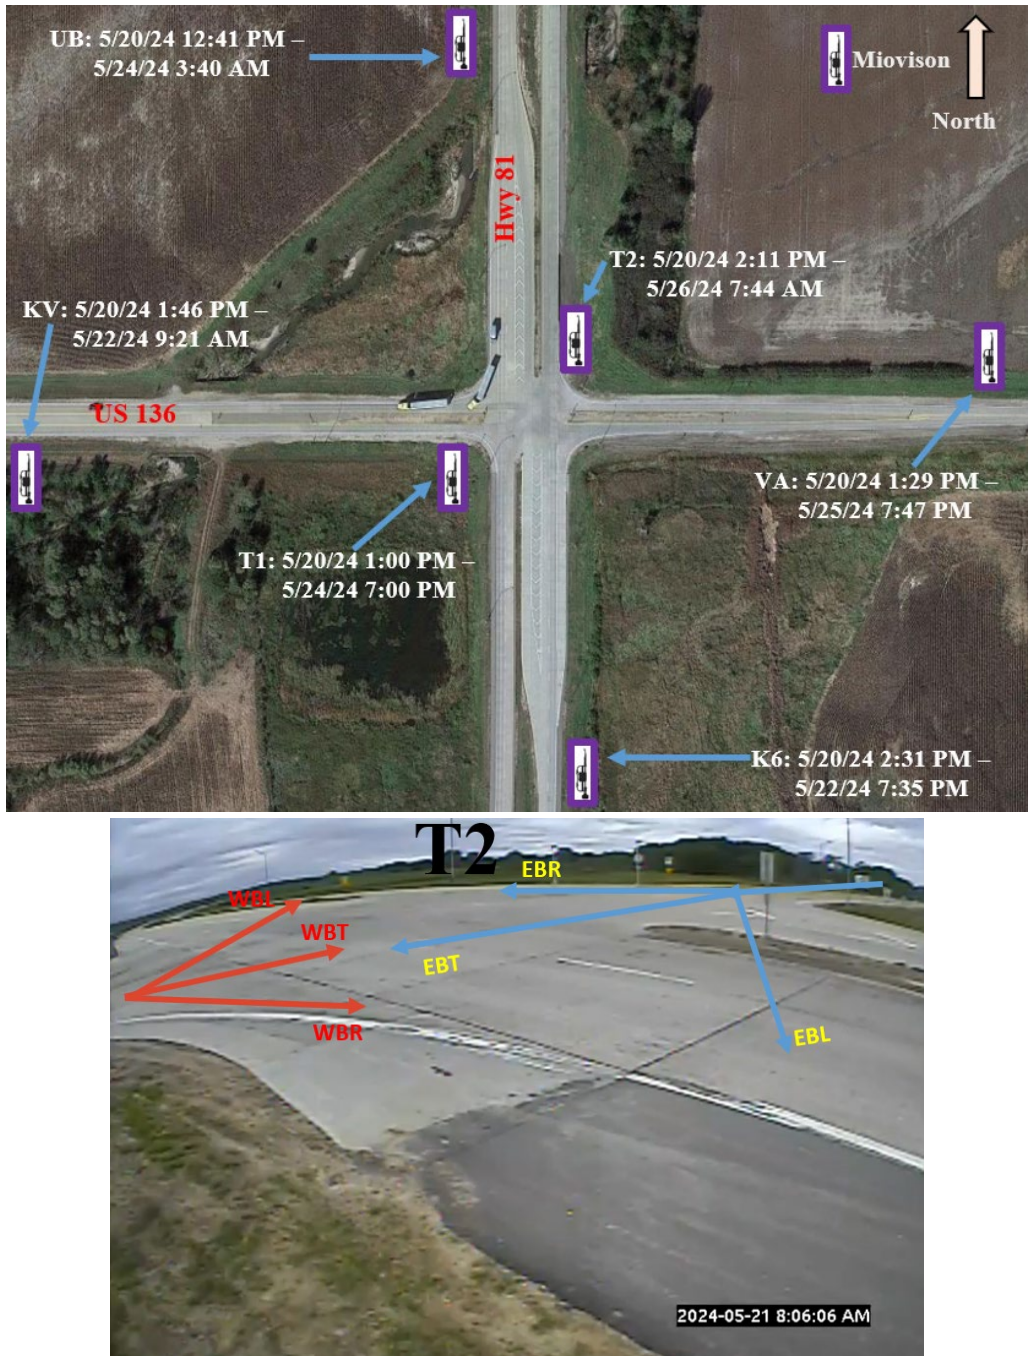 UB: 5/20/24 12:41 PM –
5/24/24 3:40 AM
Miovison
North
Hwy 81
T2: 5/20/24 2:11 PM –
5/26/24 7:44 AM
KV: 5/20/24 1:46 PM –
5/22/24 9:21 AM
US 136
VA: 5/20/24 1:29 PM –
5/25/24 7:47 PM
T1: 5/20/24 1:00 PM –
5/24/24 7:00 PM
K6: 5/20/24 2:31 PM –
5/22/24 7:35 PM
T2
EBR
WBL
WBT
EBT
WBR
EBL
2024-05-21 8:06:06 AM